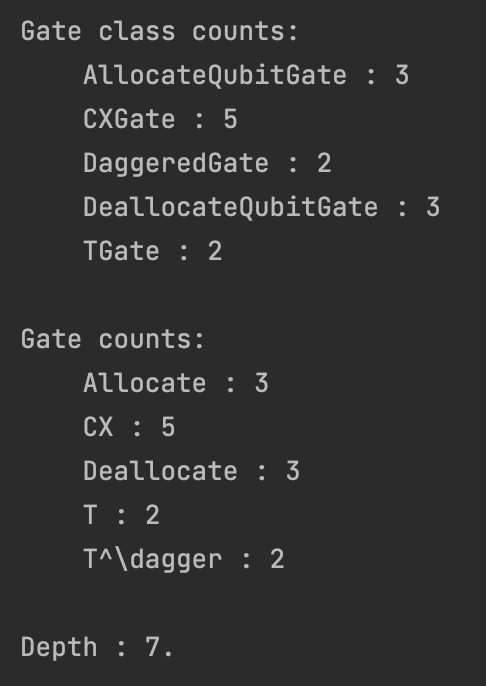 Gate class counts:
AllocateQubitGate : 3
CXGate : 5
DaggeredGate : 2
DeallocateQubitGate : 3
TGate : 2
Gate counts:
Allocate : 3
CX : 5
Deallocate : 3
T : 2
T^\dagger : 2
Depth : 7.